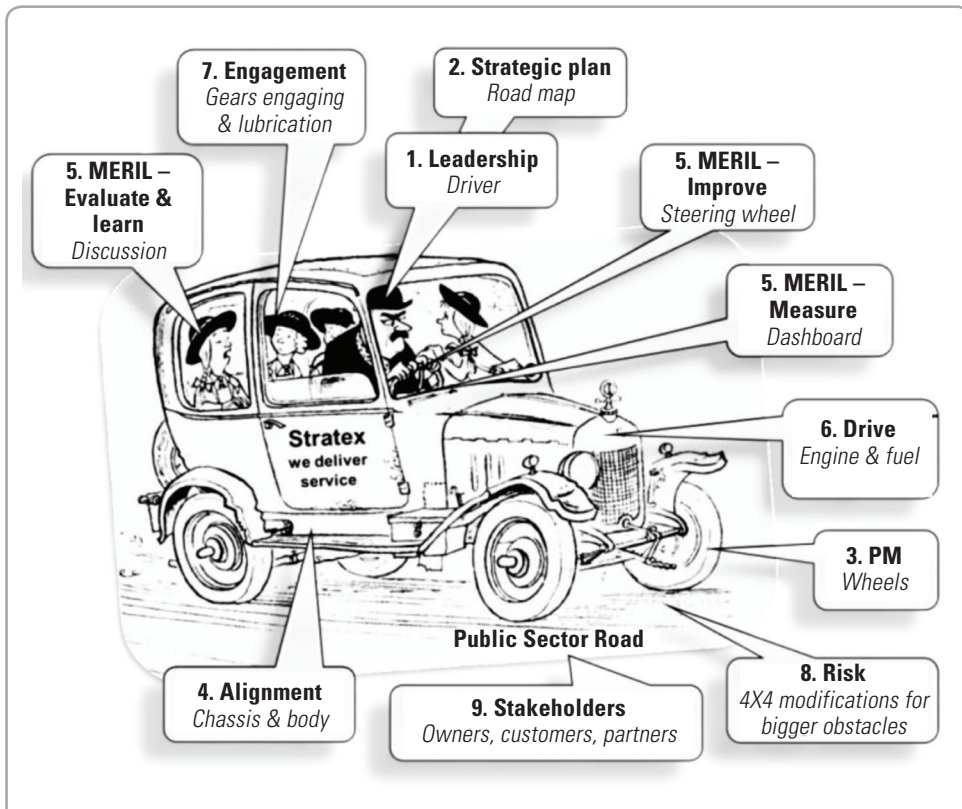 7. Engagement
Gears engaging
& lubrication
2. Strategic plan
Road map
1. Leadership
Driver
5. MERIL –
Evaluate &
learn
Discussion
5. MERIL –
Improve
Steering wheel
5. MERIL –
Measure
Dashboard
6. Drive
Engine & fuel
Stratex
we deliver
service
3. PM
Wheels
Public Sector Road
4. Alignment
Chassis & body
9. Stakeholders
Owners, customers, partners
8. Risk
4X4 modifications for
bigger obstacles